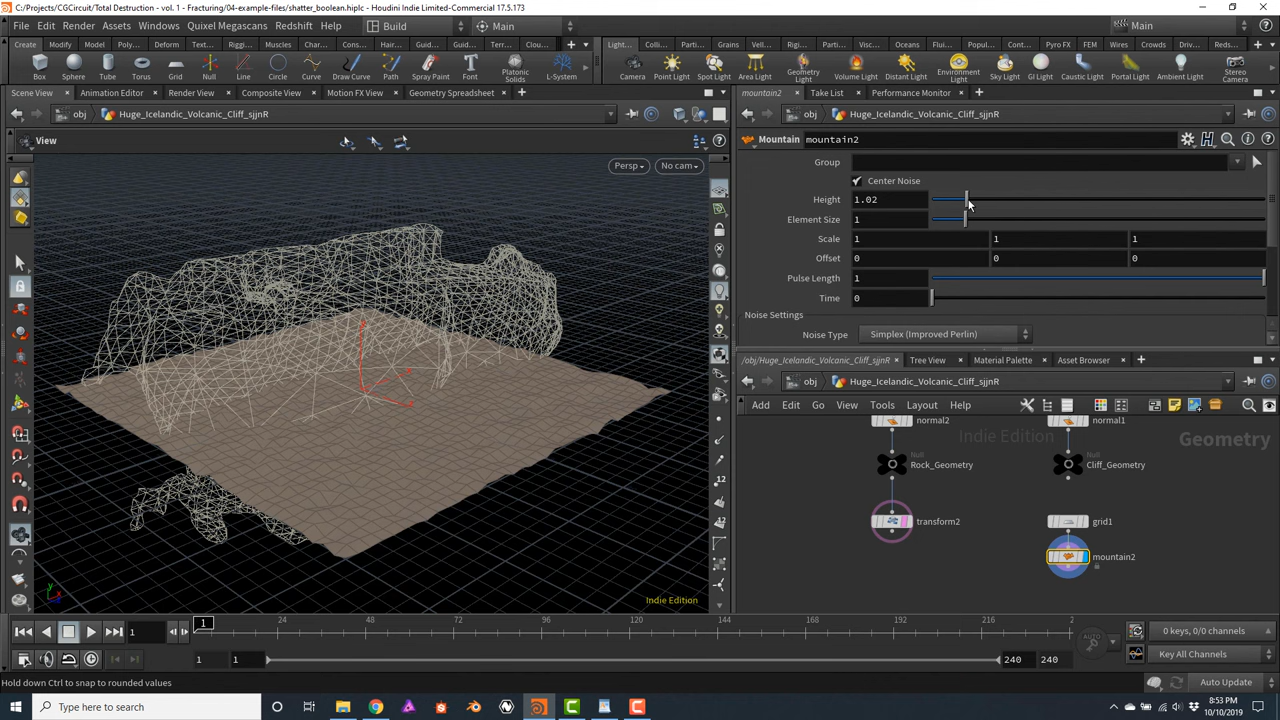 C:/Projects/CGCircuit/Total Destruction - vol. 1 - Fracturing/04-example-files/shatter_boolean.hiplc - Houdini Indie Limited-Commercial 17.5.173
File Edit Render Assets Windows Quixel Megascans Redshift Help Build Main Main
Create Modify Model Poly... Deform Text... Riggi... Muscles Char... Cons... Hair... Guid... Guid... Terr... Clou... Light... Colli... Parti... Grains Vell... Rigi... Parti... Visc... Oceans Flui... Popul... Cont... Pyro FX FEM Wires Crowds Driv... Reds...
Box Sphere Tube Torus Grid Null Line Circle Curve Draw Curve Path Spray Paint Font Platonic Solids L-System Camera Point Light Spot Light Area Light Geometry Light Volume Light Distant Light Environment Light Sky Light GI Light Caustic Light Portal Light Ambient Light Stereo Camera
Scene View Animation Editor Render View Composite View Motion FX View Geometry Spreadsheet
mountain2 Take List Performance Monitor
obj Huge_Icelandic_Volcanic_Cliff_sjjnR
obj Huge_Icelandic_Volcanic_Cliff_sjjnR
View
Mountain mountain2
Persp No cam
Group
Center Noise
Height 1.02
Element Size 1
Scale 1 1 1
Offset 0 0 0
Pulse Length 1
Time 0
Noise Settings
Noise Type Simplex (Improved Perlin)
/obj/Huge_Icelandic_Volcanic_Cliff_sjjnR Tree View Material Palette Asset Browser
obj Huge_Icelandic_Volcanic_Cliff_sjjnR
Add Edit Go View Tools Layout Help
normal2 normal1
Indie Edition Geometry
Null Null
Rock_Geometry Cliff_Geometry
transform2 grid1
mountain2
12
12
y x z
Indie Edition
1 24 48 72 96 120 144 168 192 216 2
1
0 keys, 0/0 channels
1 1 240 240 Key All Channels
AUTO
Hold down Ctrl to snap to rounded values Auto Update
Type here to search
8:53 PM
10/10/2019